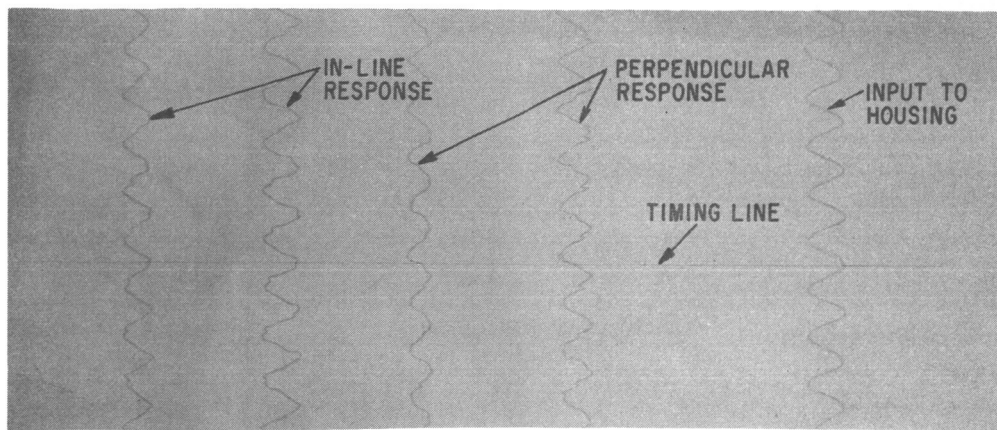 IN-LINE
RESPONSE
PERPENDICULAR
RESPONSE
INPUT TO
HOUSING
TIMING LINE